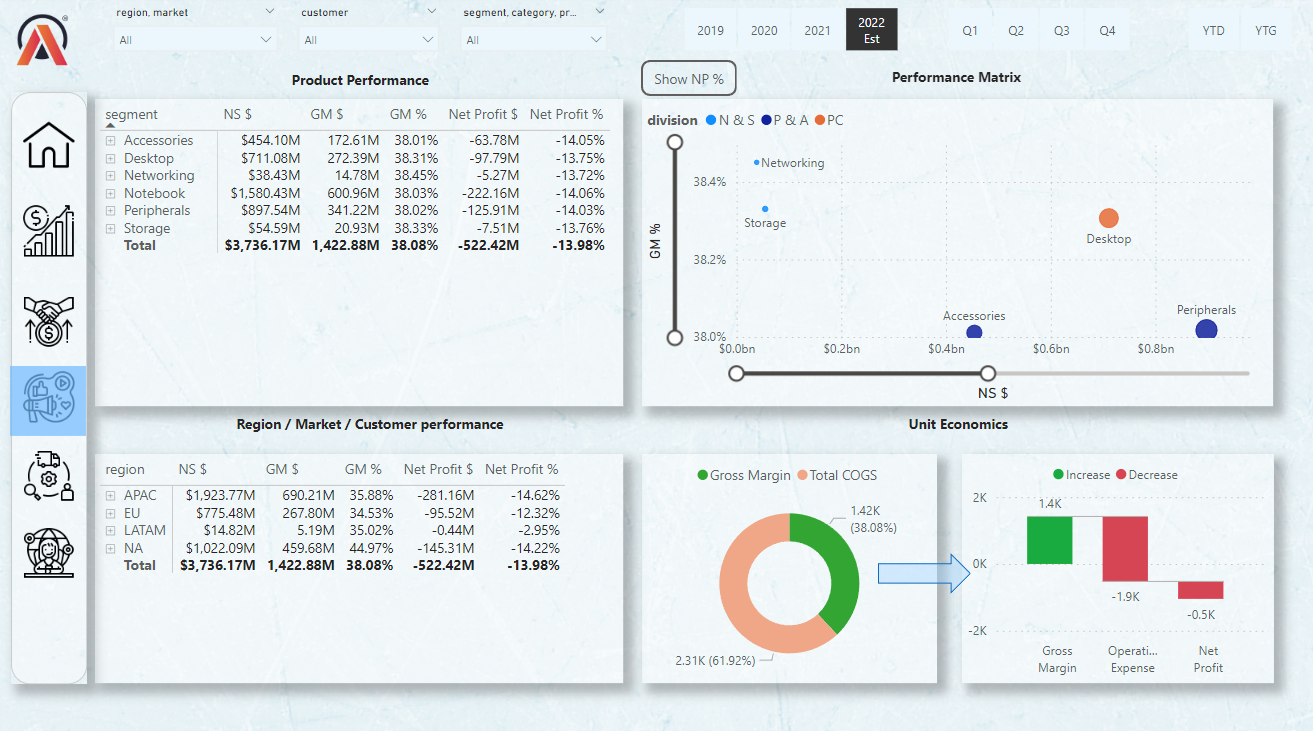 region, market
customer
segment, category, pr...
All
All
All
2019
2020
2021
2022
Est
Q1
Q2
Q3
Q4
YTD
YTG
Product Performance
segment NS $ GM $ GM % Net Profit $ Net Profit %
Accessories $454.10M 172.61M 38.01% -63.78M -14.05%
Desktop $711.08M 272.39M 38.31% -97.79M -13.75%
Networking $38.43M 14.78M 38.45% -5.27M -13.72%
Notebook $1,580.43M 600.96M 38.03% -222.16M -14.06%
Peripherals $897.54M 341.22M 38.02% -125.91M -14.03%
Storage $54.59M 20.93M 38.33% -7.51M -13.76%
Total $3,736.17M 1,422.88M 38.08% -522.42M -13.98%
Show NP %
Performance Matrix
division N & S P & A PC
Networking
38.4%
Storage
Desktop
GM %
38.2%
Accessories
Peripherals
38.0%
$0.0bn $0.2bn $0.4bn $0.6bn $0.8bn
NS $
Region / Market / Customer performance
region NS $ GM $ GM % Net Profit $ Net Profit %
APAC $1,923.77M 690.21M 35.88% -281.16M -14.62%
EU $775.48M 267.80M 34.53% -95.52M -12.32%
LATAM $14.82M 5.19M 35.02% -0.44M -2.95%
NA $1,022.09M 459.68M 44.97% -145.31M -14.22%
Total $3,736.17M 1,422.88M 38.08% -522.42M -13.98%
Unit Economics
Gross Margin Total COGS
1.42K
(38.08%)
2.31K (61.92%)
Increase Decrease
2K
1.4K
0K
-1.9K
-0.5K
-2K
Gross
Margin
Operati...
Expense
Net
Profit